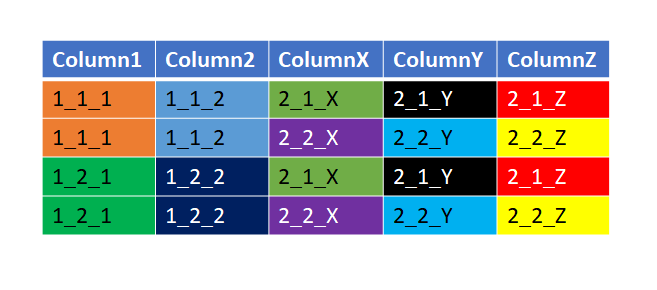 Column1 Column2 ColumnX ColumnY ColumnZ
1_1_1 1_1_2 2_1_X 2_1_Y 2_1_Z
1_1_1 1_1_2 2_2_X 2_2_Y 2_2_Z
1_2_1 1_2_2 2_1_X 2_1_Y 2_1_Z
1_2_1 1_2_2 2_2_X 2_2_Y 2_2_Z